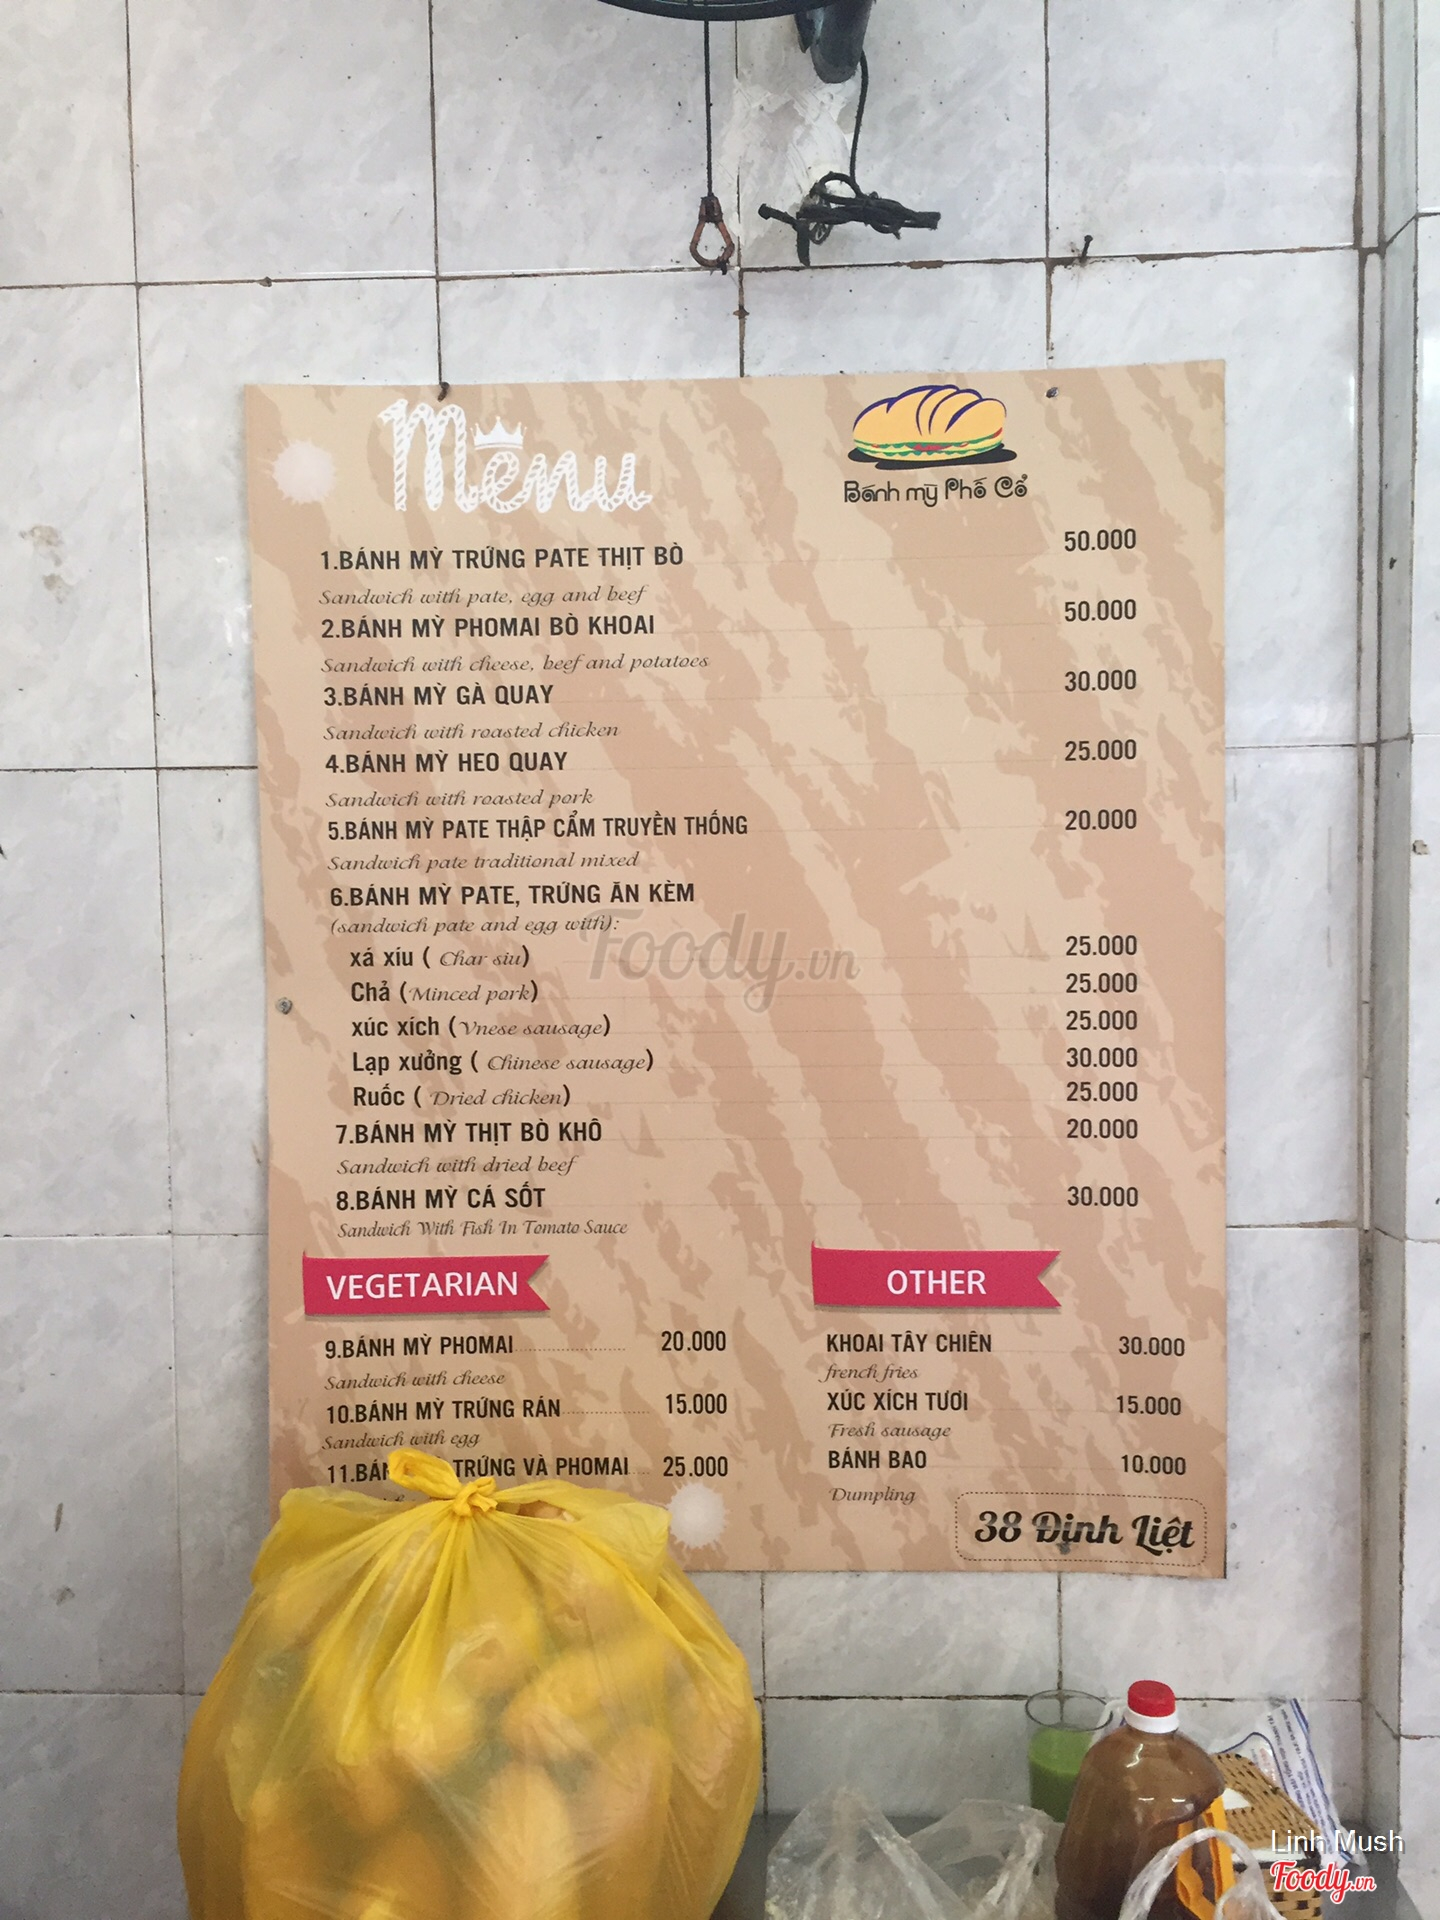 Menu
Bánh mỳ Phố Cổ
1.BÁNH MỲ TRỨNG PATE THỊT BÒ 50.000
Sandwich with pate, egg and beef
2.BÁNH MỲ PHOMAI BÒ KHOAI 50.000
Sandwich with cheese, beef and potatoes
3.BÁNH MỲ GÀ QUAY 30.000
Sandwich with roasted chicken
4.BÁNH MỲ HEO QUAY 25.000
Sandwich with roasted pork
5.BÁNH MỲ PATE THẬP CẨM TRUYỀN THỐNG 20.000
Sandwich pate traditional mixed
6.BÁNH MỲ PATE, TRỨNG ĂN KÈM
(sandwich pate and egg with):
xá xíu ( Char siu) 25.000
Chả (Minced pork) 25.000
xúc xích (Vnese sausage) 25.000
Lạp xưởng ( Chinese sausage) 30.000
Ruốc ( Dried chicken) 25.000
7.BÁNH MỲ THỊT BÒ KHÔ 20.000
Sandwich with dried beef
8.BÁNH MỲ CÁ SỐT 30.000
Sandwich With Fish In Tomato Sauce
VEGETARIAN
9.BÁNH MỲ PHOMAI 20.000
Sandwich with cheese
10.BÁNH MỲ TRỨNG RÁN 15.000
Sandwich with egg
11.BÁN TRỨNG VÀ PHOMAI 25.000
OTHER
KHOAI TÂY CHIÊN 30.000
french fries
XÚC XÍCH TƯƠI 15.000
Fresh sausage
BÁNH BAO 10.000
Dumpling
38 Định Liệt
Foody.vn
Linh Mush
Foody.vn